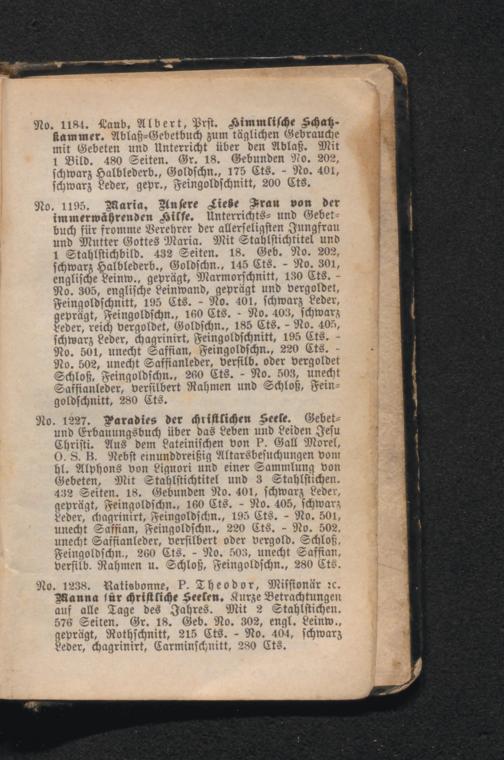 No. 1184. Laub, Albert, Prst. Himmlische Schatz-
kammer. Ablaß-Gebetbuch zum täglichen Gebrauche
mit Gebeten und Unterricht über den Ablaß. Mit
1 Bild. 480 Seiten. Gr. 18. Gebunden No. 202,
schwarz Halblederb., Goldschn., 175 Cts. - No. 401,
schwarz Leder, gepr., Feingoldschnitt, 200 Cts.
No. 1195. Maria, Unsere Liebe Frau von der
immerwährenden Hilfe. Unterrichts- und Gebet-
buch für fromme Verehrer der allerseligsten Jungfrau
und Mutter Gottes Maria. Mit Stahlstichtitel und
1 Stahlstichbild. 432 Seiten. 18. Geb. No. 202,
schwarz Halblederb., Goldschn., 145 Cts. - No. 301,
englische Leinw., geprägt, Marmorschnitt, 130 Cts. -
No. 305, englische Leinwand, geprägt und vergoldet,
Feingoldschnitt, 195 Cts. - No. 401, schwarz Leder,
geprägt, Feingoldschn., 160 Cts. - No. 403, schwarz
Leder, reich vergoldet, Goldschn., 185 Cts. - No. 405,
schwarz Leder, chagrinirt, Feingoldschnitt, 195 Cts. -
No. 501, unecht Saffian, Feingoldschn., 220 Cts. -
No. 502, unecht Saffianleder, versilb. oder vergoldet
Schloß, Feingoldschn., 260 Cts. - No. 503, unecht
Saffianleder, versilbert Rahmen und Schloß, Fein-
goldschnitt, 280 Cts.
No. 1227. Paradies der christlichen Seele. Gebet-
und Erbauungsbuch über das Leben und Leiden Jesu
Christi. Aus dem Lateinischen von P. Gall Morel,
O. S. B. Nebst einunddreißig Altarsbesuchungen vom
hl. Alphons von Liguori und einer Sammlung von
Gebeten, Mit Stahlstichtitel und 3 Stahlstichen.
432 Seiten. 18. Gebunden No. 401, schwarz Leder,
geprägt, Feingoldschn., 160 Cts. - No. 405, schwarz
Leder, chagrinirt, Feingoldschn., 195 Cts. - No. 501,
unecht Saffian, Feingoldschn., 220 Cts. - No. 502,
unecht Saffianleder, versilbert oder vergold. Schloß,
Feingoldschn., 260 Cts. - No. 503, unecht Saffian,
versilb. Rahmen u. Schloß, Feingoldschn., 280 Cts.
No. 1238. Ratisbonne, P. Theodor, Missionär ꝛc.
Manna für christliche Seelen. Kurze Betrachtungen
auf alle Tage des Jahres. Mit 2 Stahlstichen.
576 Seiten. Gr. 18. Geb. No. 302, engl. Leinw.,
geprägt, Rothschnitt, 215 Cts. - No. 404, schwarz
Leder, chagrinirt, Carminschnitt, 280 Cts.